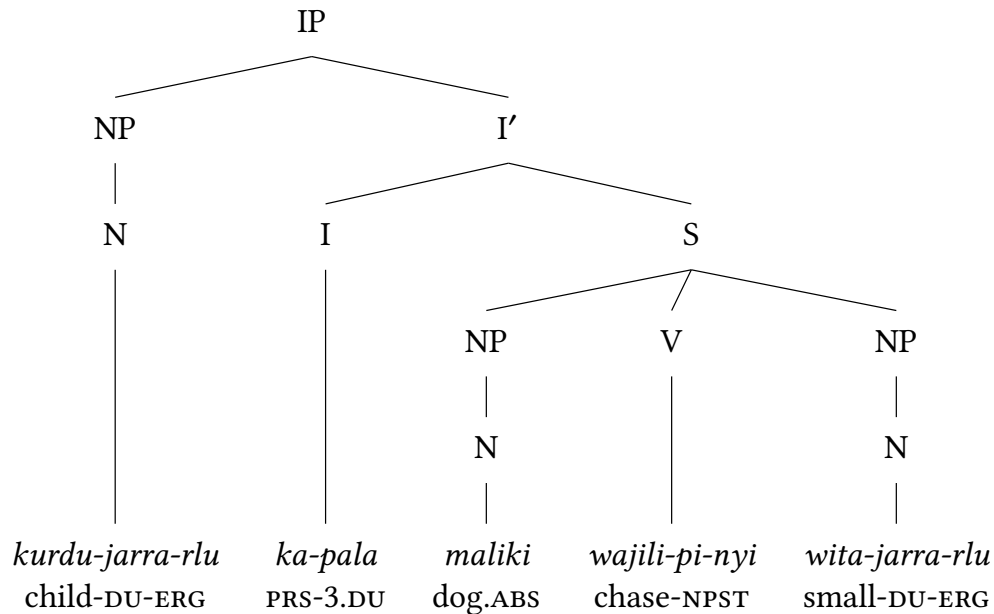 IP
NP I′
N I S
NP V NP
N N
kurdu-jarra-rlu ka-pala maliki wajili-pi-nyi wita-jarra-rlu
child-DU-ERG PRS-3.DU dog.ABS chase-NPST small-DU-ERG